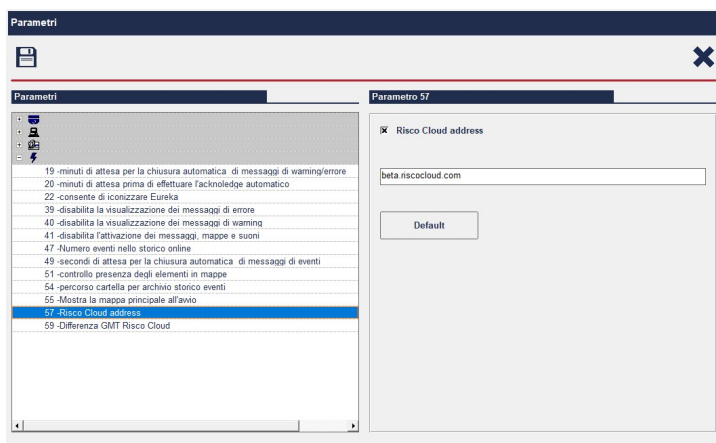 Parametri
Parametri
19 -minuti di attesa per la chiusura automatica di messaggi di warning/errore
20 -minuti di attesa prima di effettuare l'acknoledge automatico
22 -consente di iconizzare Eureka
39 -disabilita la visualizzazione dei messaggi di errore
40 -disabilita la visualizzazione dei messaggi di warning
41 -disabilita l'attivazione dei messaggi, mappe e suoni
47 -Numero eventi nello storico online
49 -secondi di attesa per la chiusura automatica di messaggi di eventi
51 -controllo presenza degli elementi in mappe
54 -percorso cartella per archivio storico eventi
55 -Mostra la mappa principale all'avvio
57 -Risco Cloud address
59 -Differenza GMT Risco Cloud
Parametro 57
Risco Cloud address
beta.riscocloud.com
Default